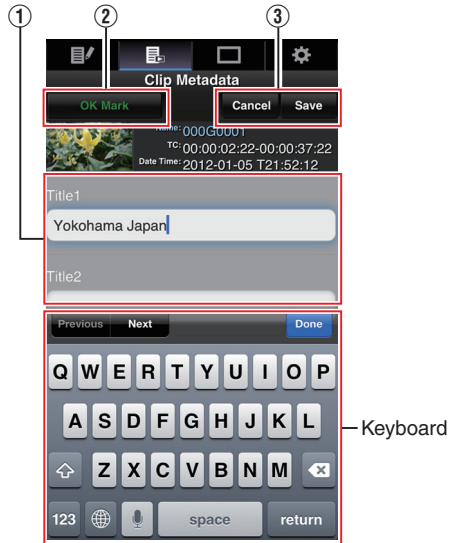 ① ② ③
Clip Metadata
OK Mark Cancel Save
Name: 000G0001
TC: 00:00:02:22-00:00:37:22
Date Time: 2012-01-05 T21:52:12
Title1
Yokohama Japan
Title2
Previous Next Done
Q W E R T Y U I O P
A S D F G H J K L
Keyboard
Z X C V B N M
123 space return